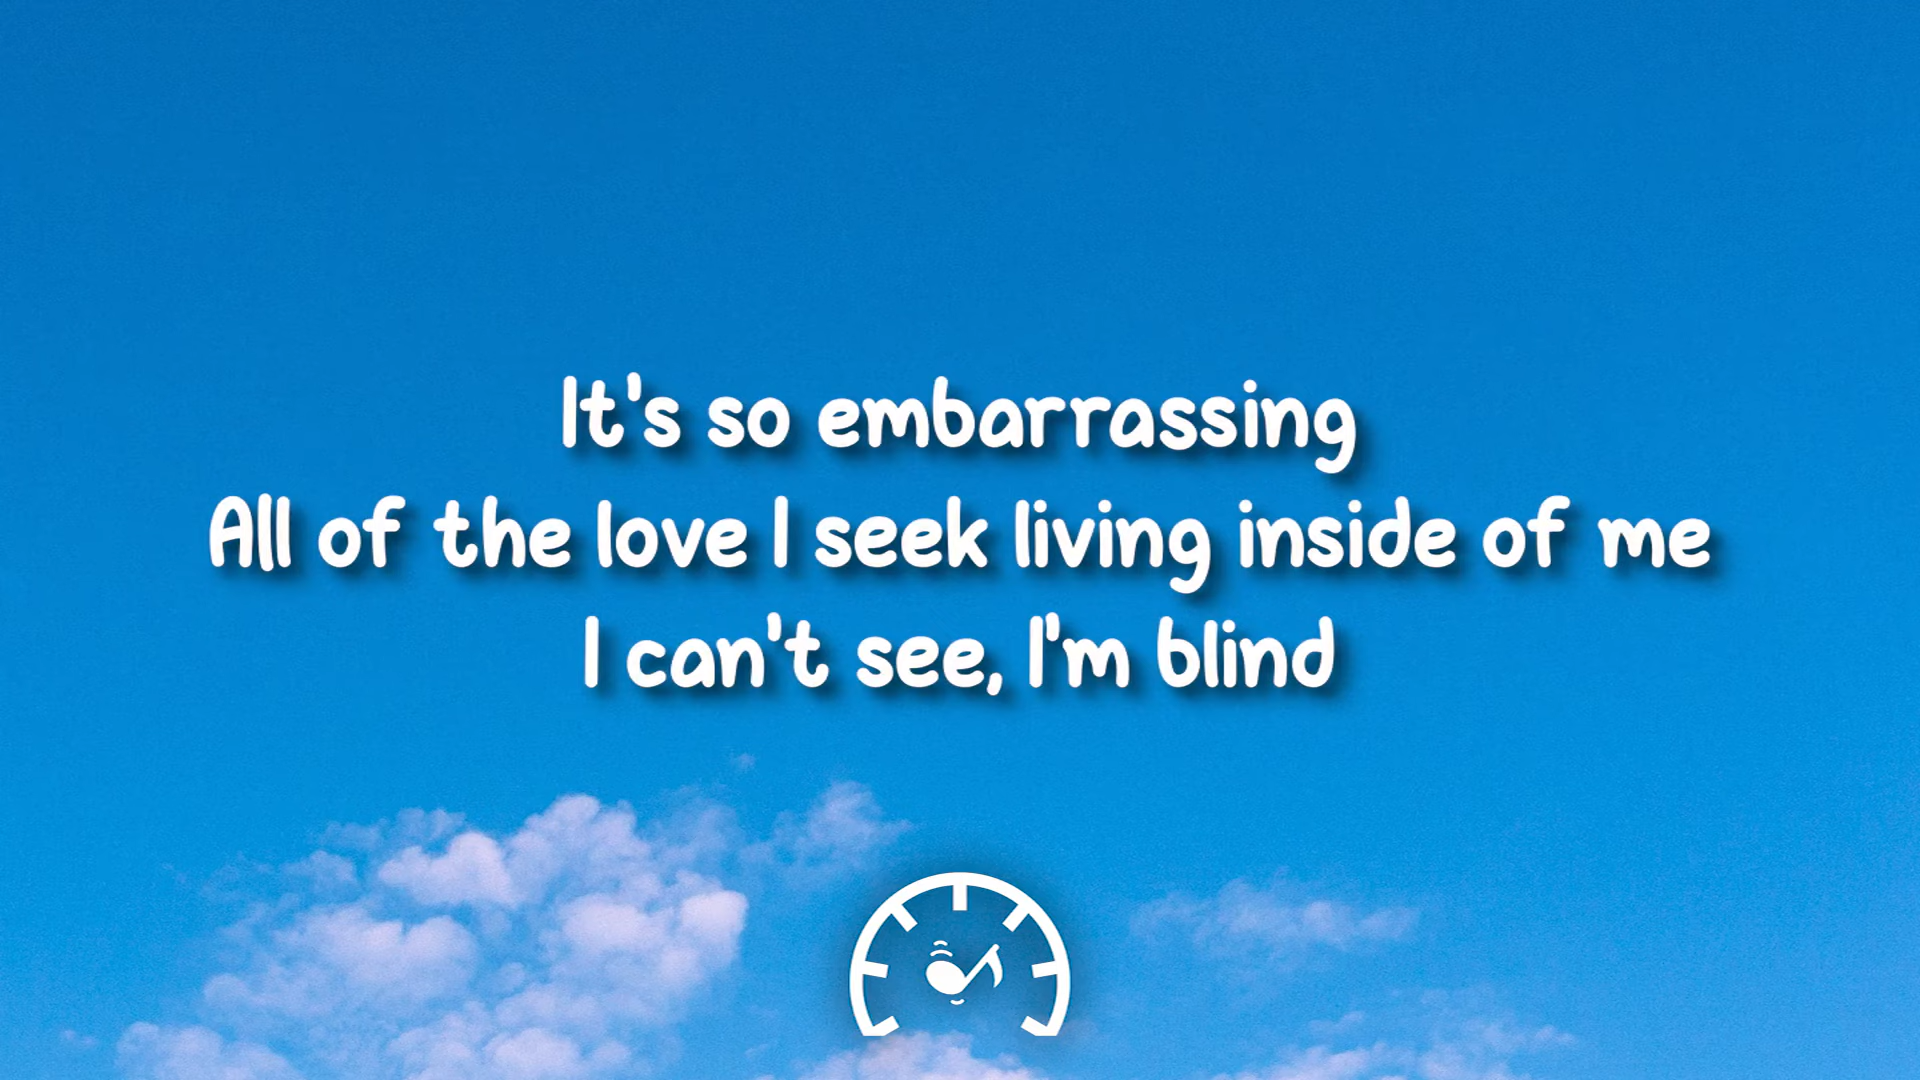 It's so embarrassing
All of the love I seek living inside of me
I can't see, I'm blind